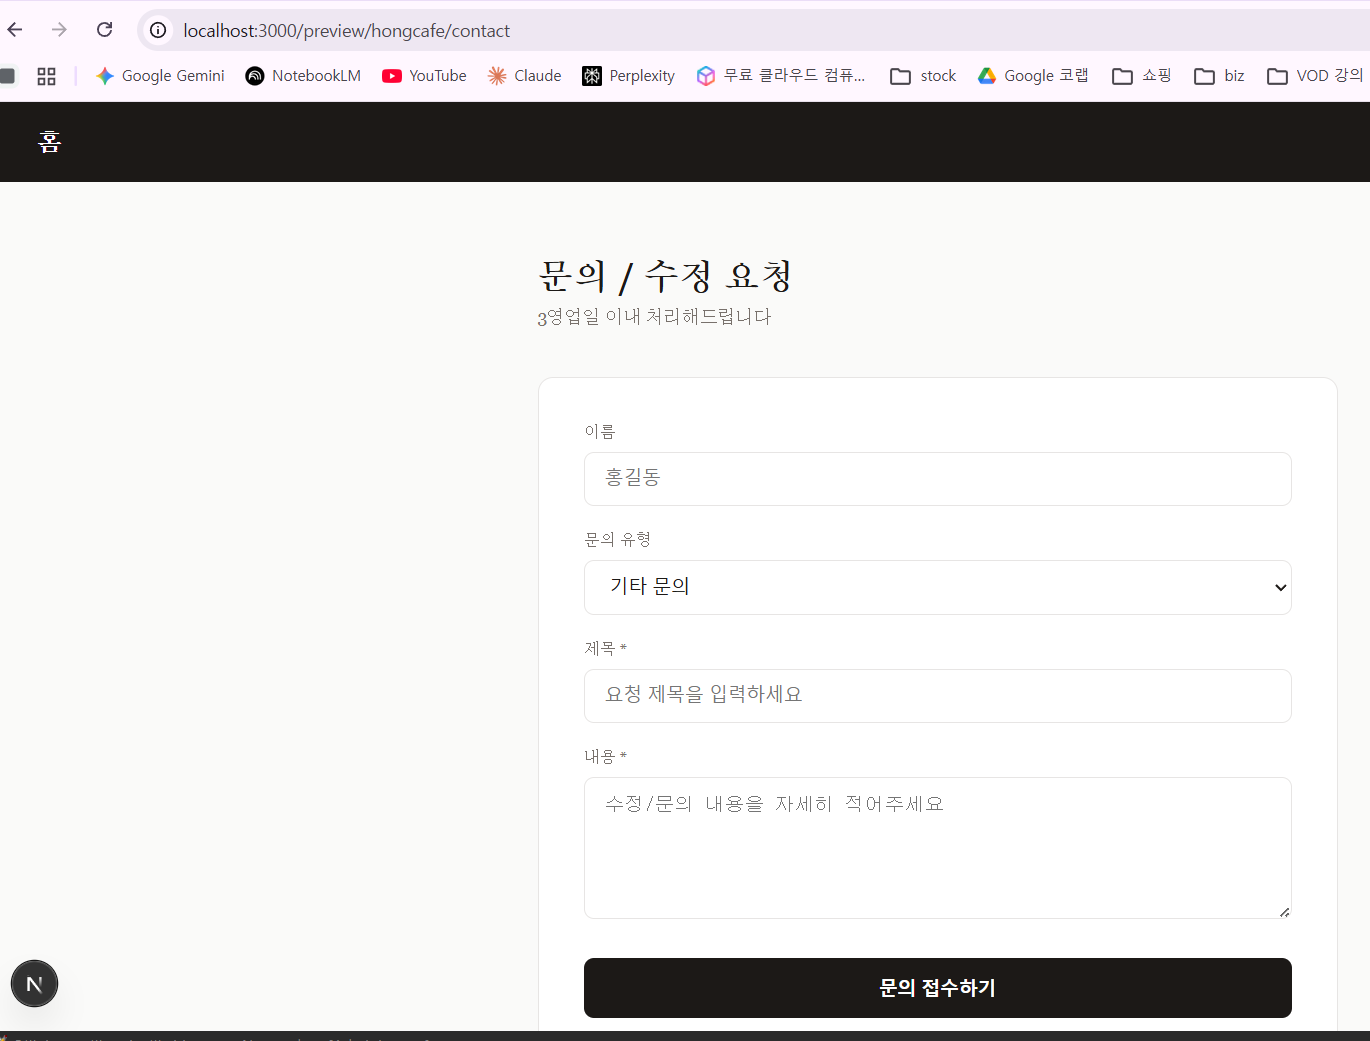 localhost:3000/preview/hongcafe/contact
Google Gemini NotebookLM YouTube Claude Perplexity 무료 클라우드 컴퓨... stock Google 코랩 쇼핑 biz VOD 강의
홈
문의 / 수정 요청
3영업일 이내 처리해드립니다
이름
홍길동
문의 유형
기타 문의
제목 *
요청 제목을 입력하세요
내용 *
수정/문의 내용을 자세히 적어주세요
N
문의 접수하기